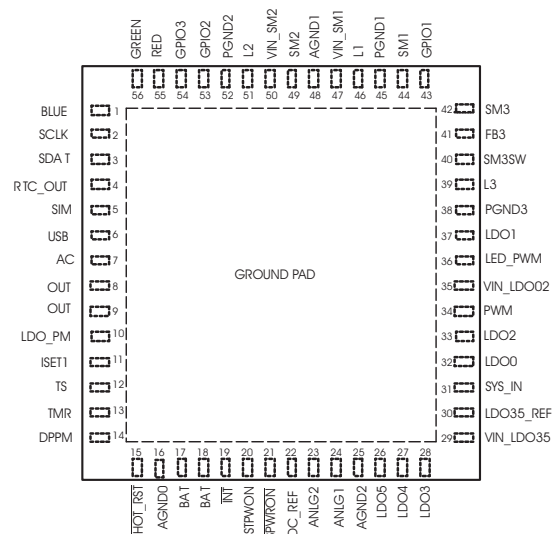 GREEN
RED
GPIO3
GPIO2
PGND2
L2
VIN_SM2
SM2
AGND1
VIN_SM1
L1
PGND1
SM1
GPIO1
56 55 54 53 52 51 50 49 48 47 46 45 44 43
BLUE 1
SCLK 2
SDAT 3
RTC_OUT 4
SIM 5
USB 6
AC 7
OUT 8
OUT 9
LDO_PM 10
ISET1 11
TS 12
TMR 13
DPPM 14
GROUND PAD
42 SM3
41 FB3
40 SM3SW
39 L3
38 PGND3
37 LDO1
36 LED_PWM
35 VIN_LDO02
34 PWM
33 LDO2
32 LDO0
31 SYS_IN
30 LDO35_REF
29 VIN_LDO35
15 16 17 18 19 20 21 22 23 24 25 26 27 28
HOT_RST
AGND0
BAT
BAT
INT
STPWON
SPWRON
DC_REF
ANLG2
ANLG1
AGND2
LDO5
LDO4
LDO3